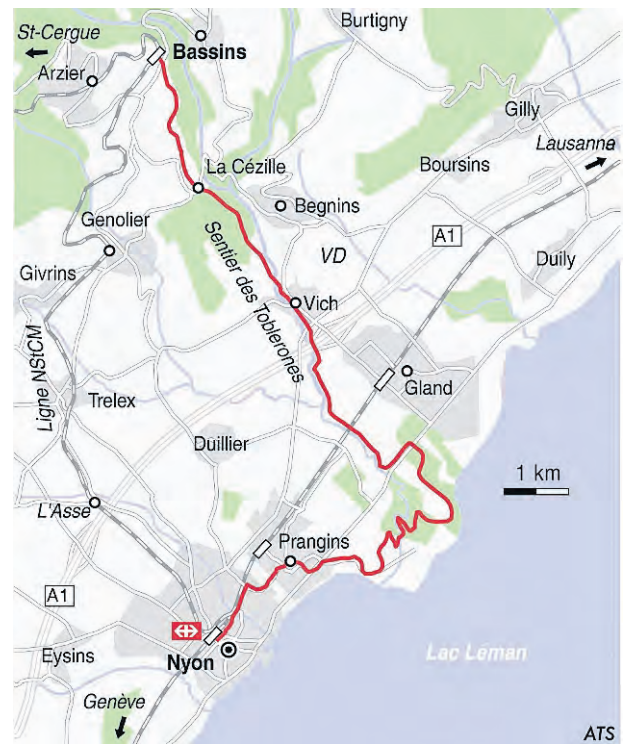 St-Cergue
Burtigny
Bassins
Arzier
Gilly
Lausanne
La Cézille
Boursins
Begnins
Genolier
A1
VD
Duily
Givrins
Sentier des Toblerones
Vich
Ligne NStCM
Gland
Trelex
Duillier
1 km
L'Asse
Prangins
A1
Eysins
Nyon
Lac Léman
Genève
ATS